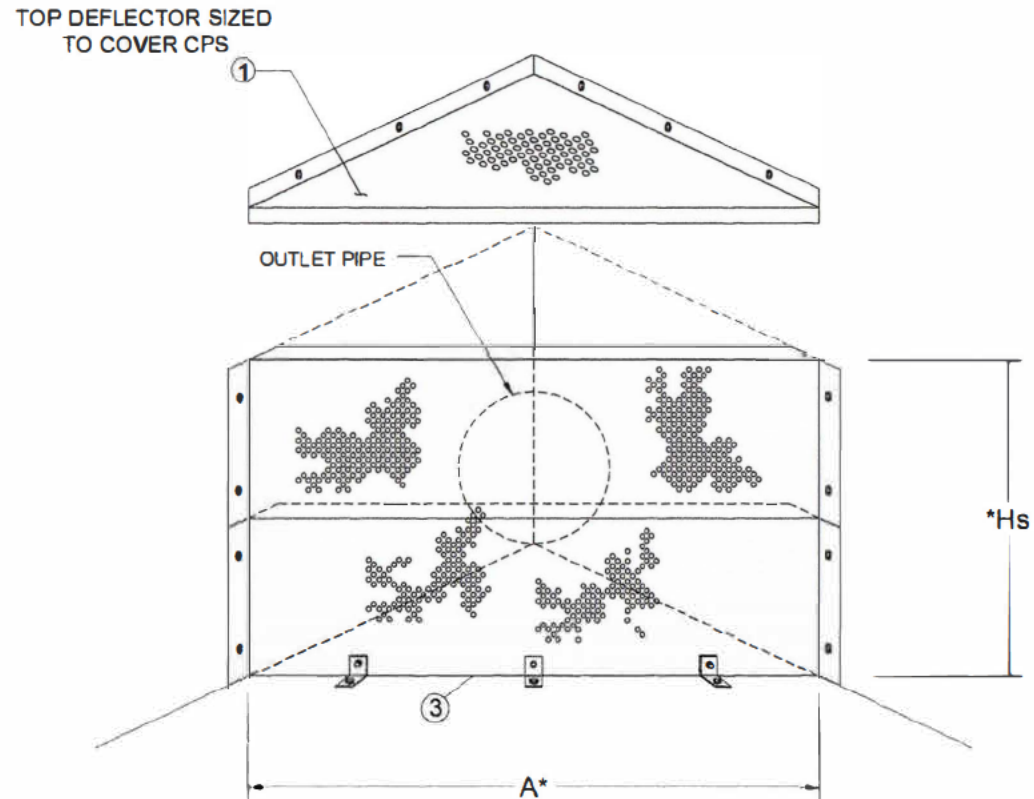 TOP DEFLECTOR SIZED
TO COVER CPS
1
OUTLET PIPE
*Hs
3
A*